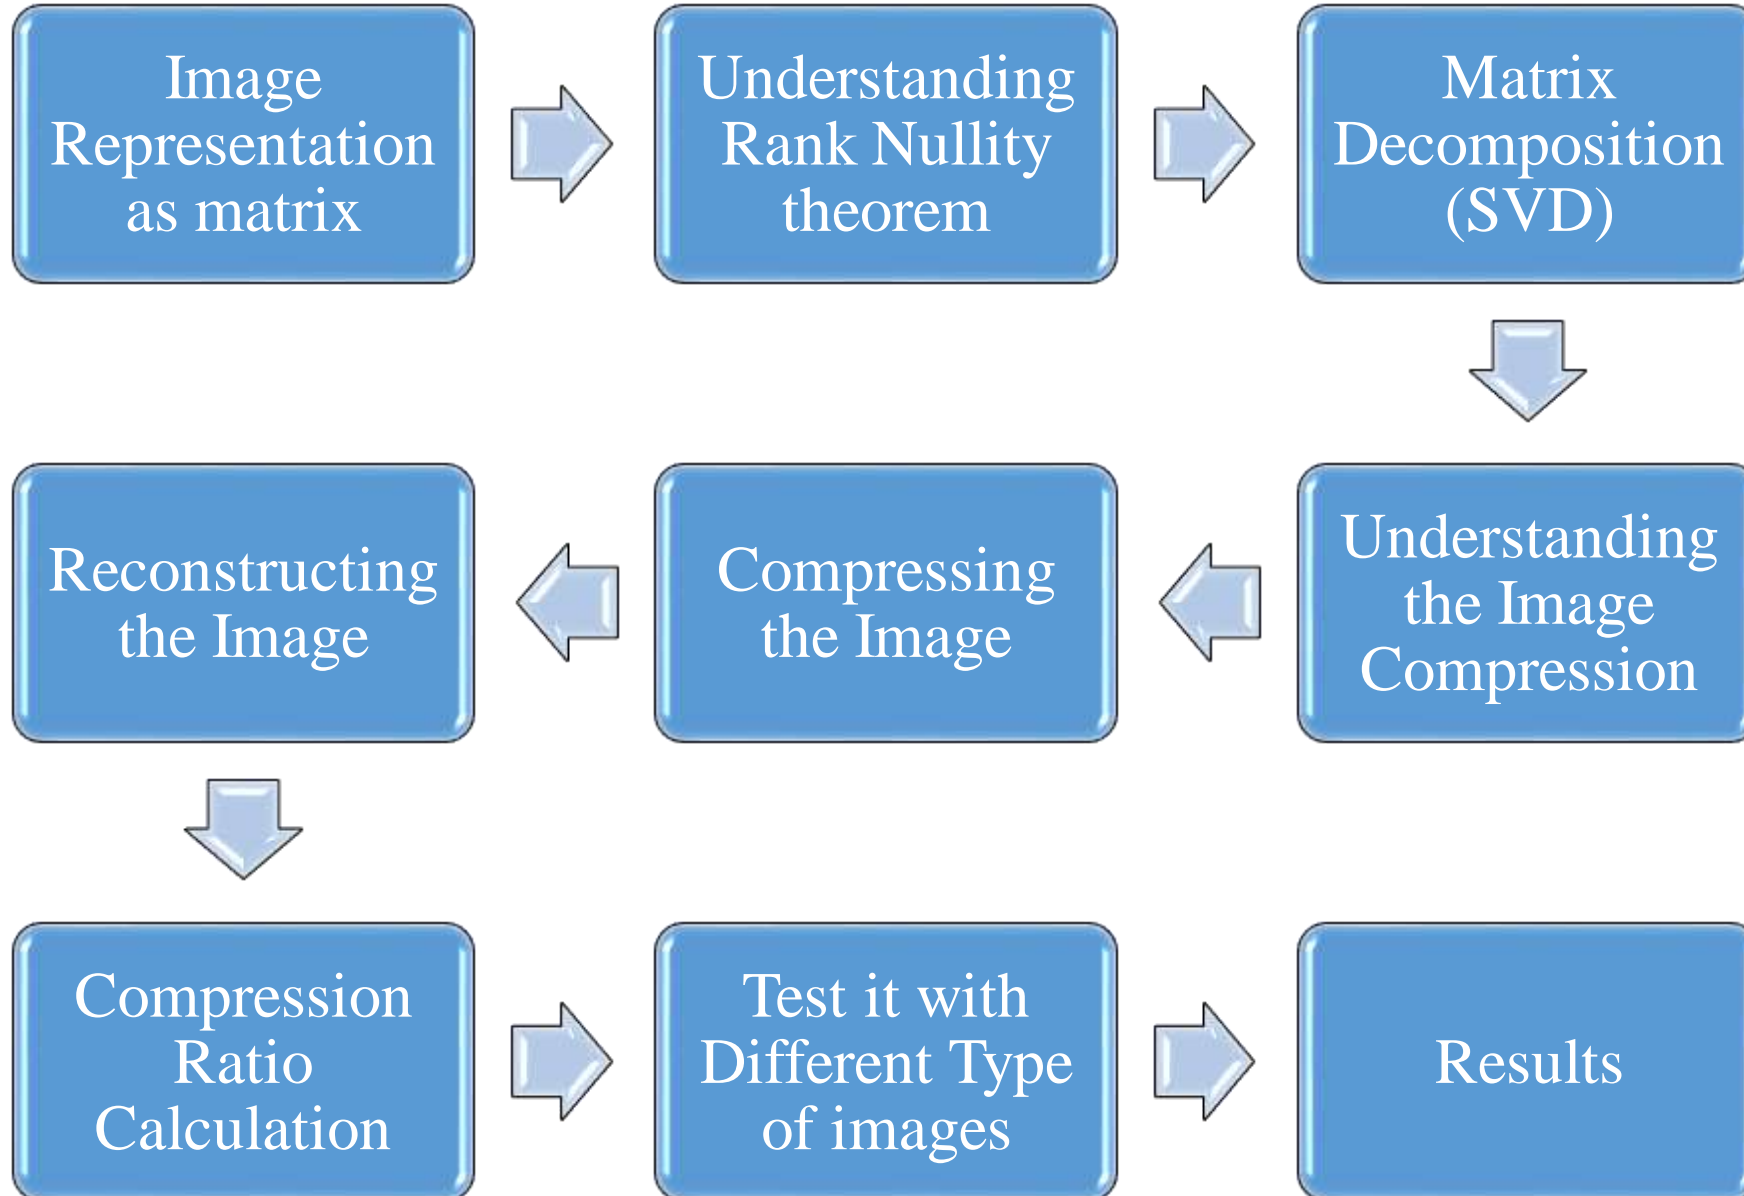 Image
Representation
as matrix
Understanding
Rank Nullity
theorem
Matrix
Decomposition
(SVD)
Understanding
the Image
Compression
Compressing
the Image
Reconstructing
the Image
Compression
Ratio
Calculation
Test it with
Different Type
of images
Results